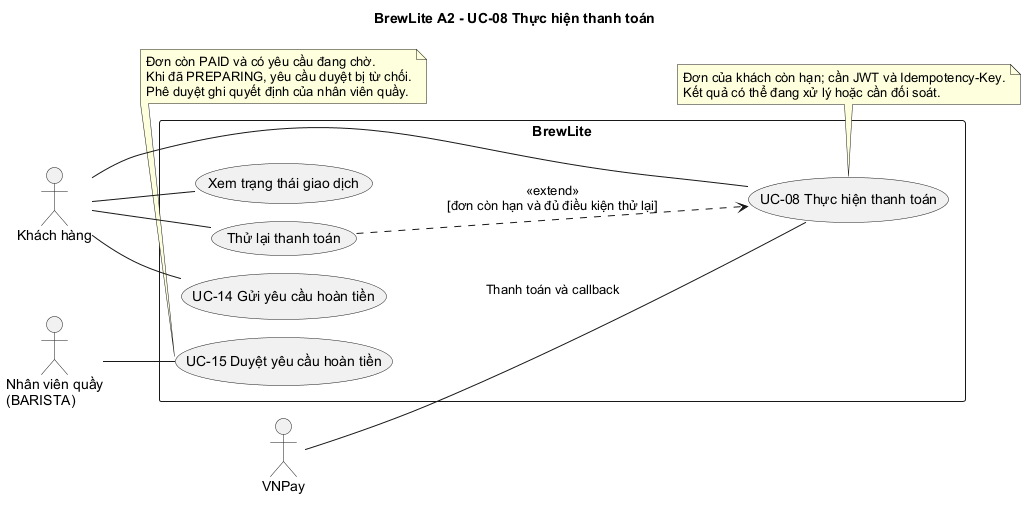 BrewLite A2 - UC-08 Thực hiện thanh toán
Đơn còn PAID và có yêu cầu đang chờ.
Khi đã PREPARING, yêu cầu duyệt bị từ chối.
Phê duyệt ghi quyết định của nhân viên quầy.
Đơn của khách còn hạn; cần JWT và Idempotency-Key.
Kết quả có thể đang xử lý hoặc cần đối soát.
BrewLite
Xem trạng thái giao dịch
«extend»
[đơn còn hạn và đủ điều kiện thử lại]
UC-08 Thực hiện thanh toán
Khách hàng
Thử lại thanh toán
UC-14 Gửi yêu cầu hoàn tiền
Thanh toán và callback
UC-15 Duyệt yêu cầu hoàn tiền
Nhân viên quầy
(BARISTA)
VNPay